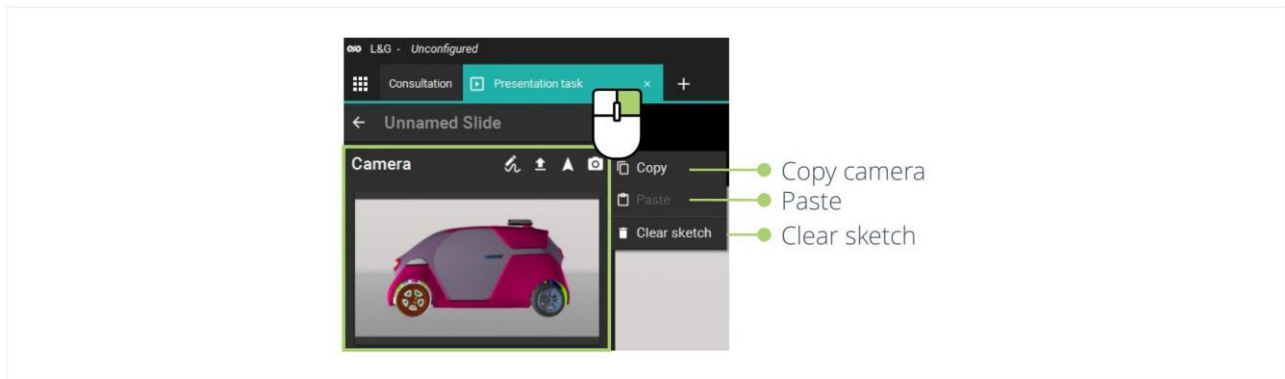 L&G - Unconfigured
Consultation Presentation task × +
← Unnamed Slide
Camera
Copy
Paste
Clear sketch
Copy camera
Paste
Clear sketch